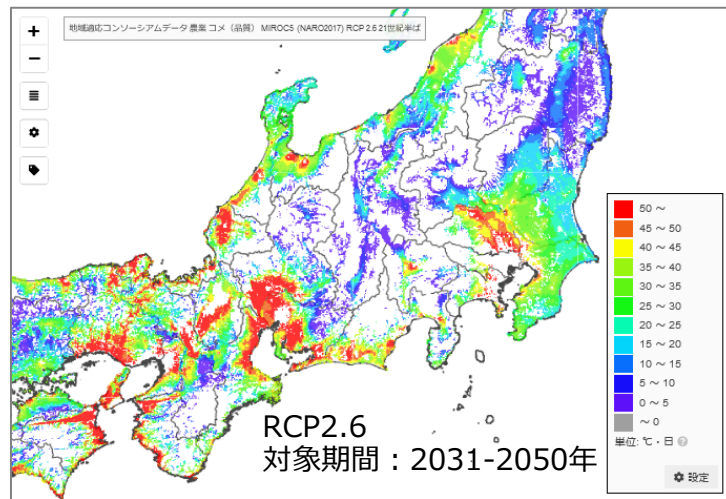 +
地域適応コンソーシアムデータ 農業 コメ（品質） MIROC5 (NARO2017) RCP 2.6 21世紀半ば
−
50 ～
45 ～ 50
40 ～ 45
35 ～ 40
30 ～ 35
25 ～ 30
20 ～ 25
15 ～ 20
10 ～ 15
5 ～ 10
0 ～ 5
～ 0
単位: ℃・日 ?
設定
RCP2.6
対象期間：2031-2050年